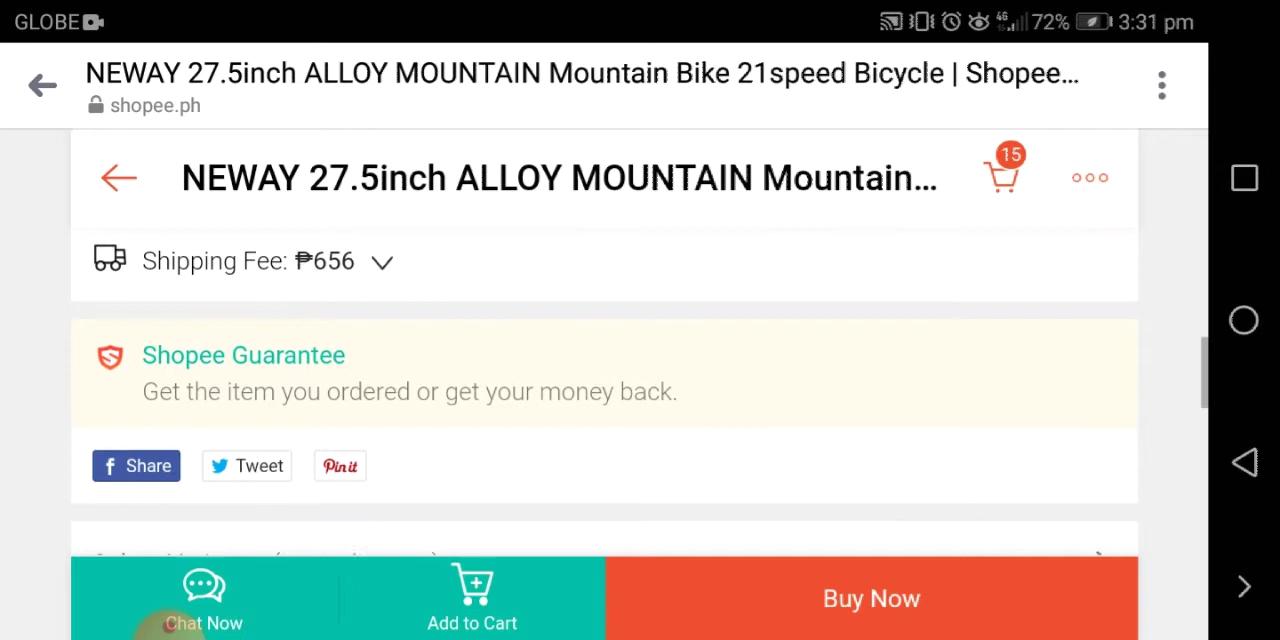 GLOBE 4G 72% 3:31 pm
NEWAY 27.5inch ALLOY MOUNTAIN Mountain Bike 21speed Bicycle | Shopee...
shopee.ph
NEWAY 27.5inch ALLOY MOUNTAIN Mountain... 15
Shipping Fee: ₱656
Shopee Guarantee
Get the item you ordered or get your money back.
f Share Tweet Pin it
Chat Now Add to Cart Buy Now